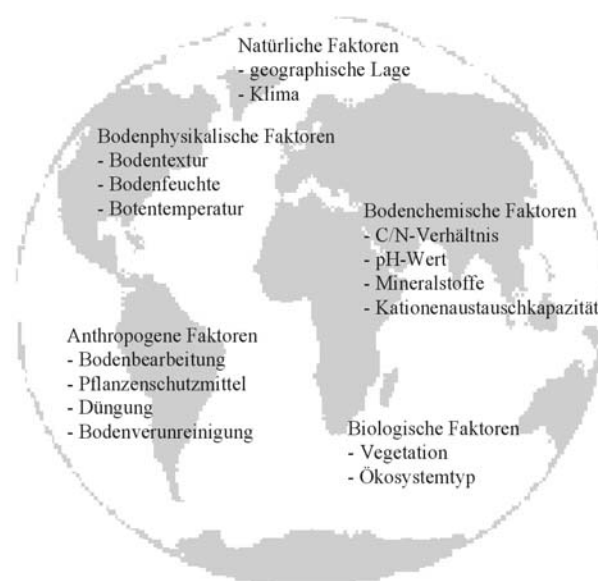 Natürliche Faktoren
- geographische Lage
- Klima
Bodenphysikalische Faktoren
- Bodentextur
- Bodenfeuchte
- Botentemperatur
Bodenchemische Faktoren
- C/N-Verhältnis
- pH-Wert
- Mineralstoffe
- Kationenaustauschkapazität
Anthropogene Faktoren
- Bodenbearbeitung
- Pflanzenschutzmittel
- Düngung
- Bodenverunreinigung
Biologische Faktoren
- Vegetation
- Ökosystemtyp